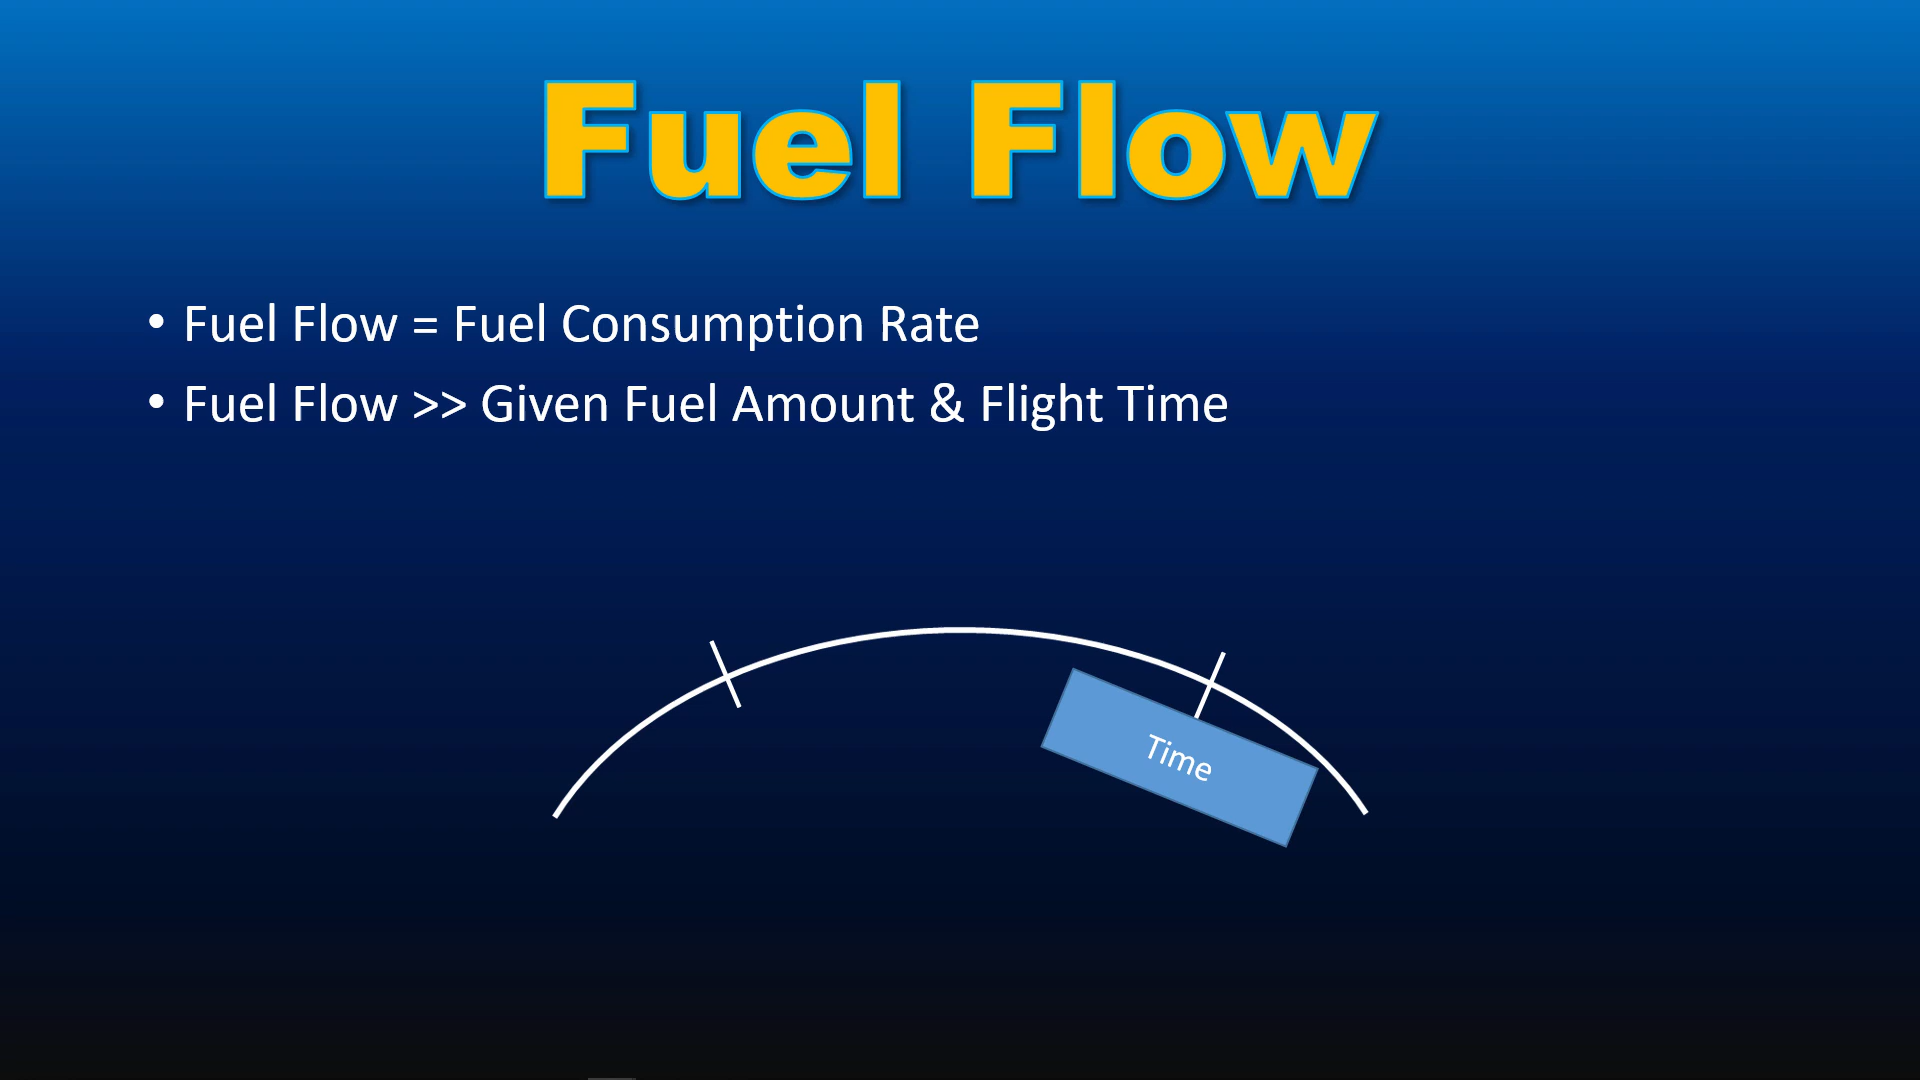 Fuel Flow
• Fuel Flow = Fuel Consumption Rate
• Fuel Flow >> Given Fuel Amount & Flight Time
Time